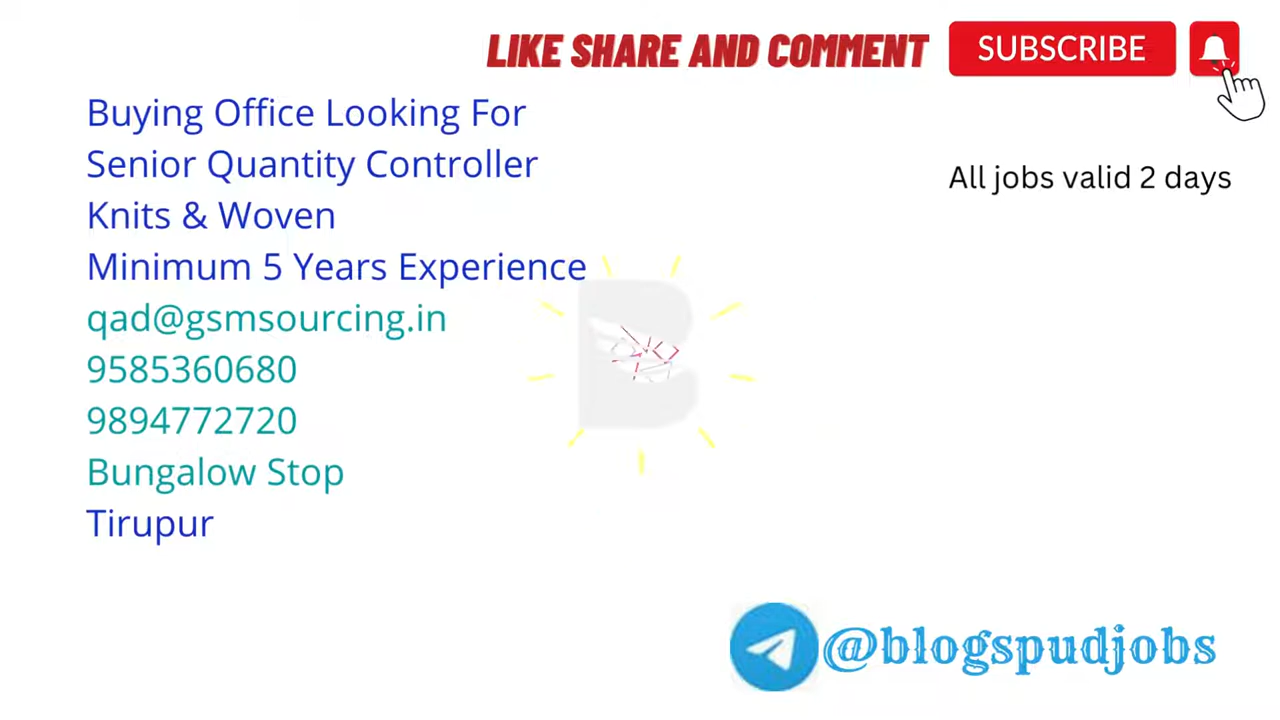 LIKE SHARE AND COMMENT
SUBSCRIBE
Buying Office Looking For
Senior Quantity Controller
Knits & Woven
Minimum 5 Years Experience
qad@gsmsourcing.in
9585360680
9894772720
Bungalow Stop
Tirupur
All jobs valid 2 days
@blogspudjobs